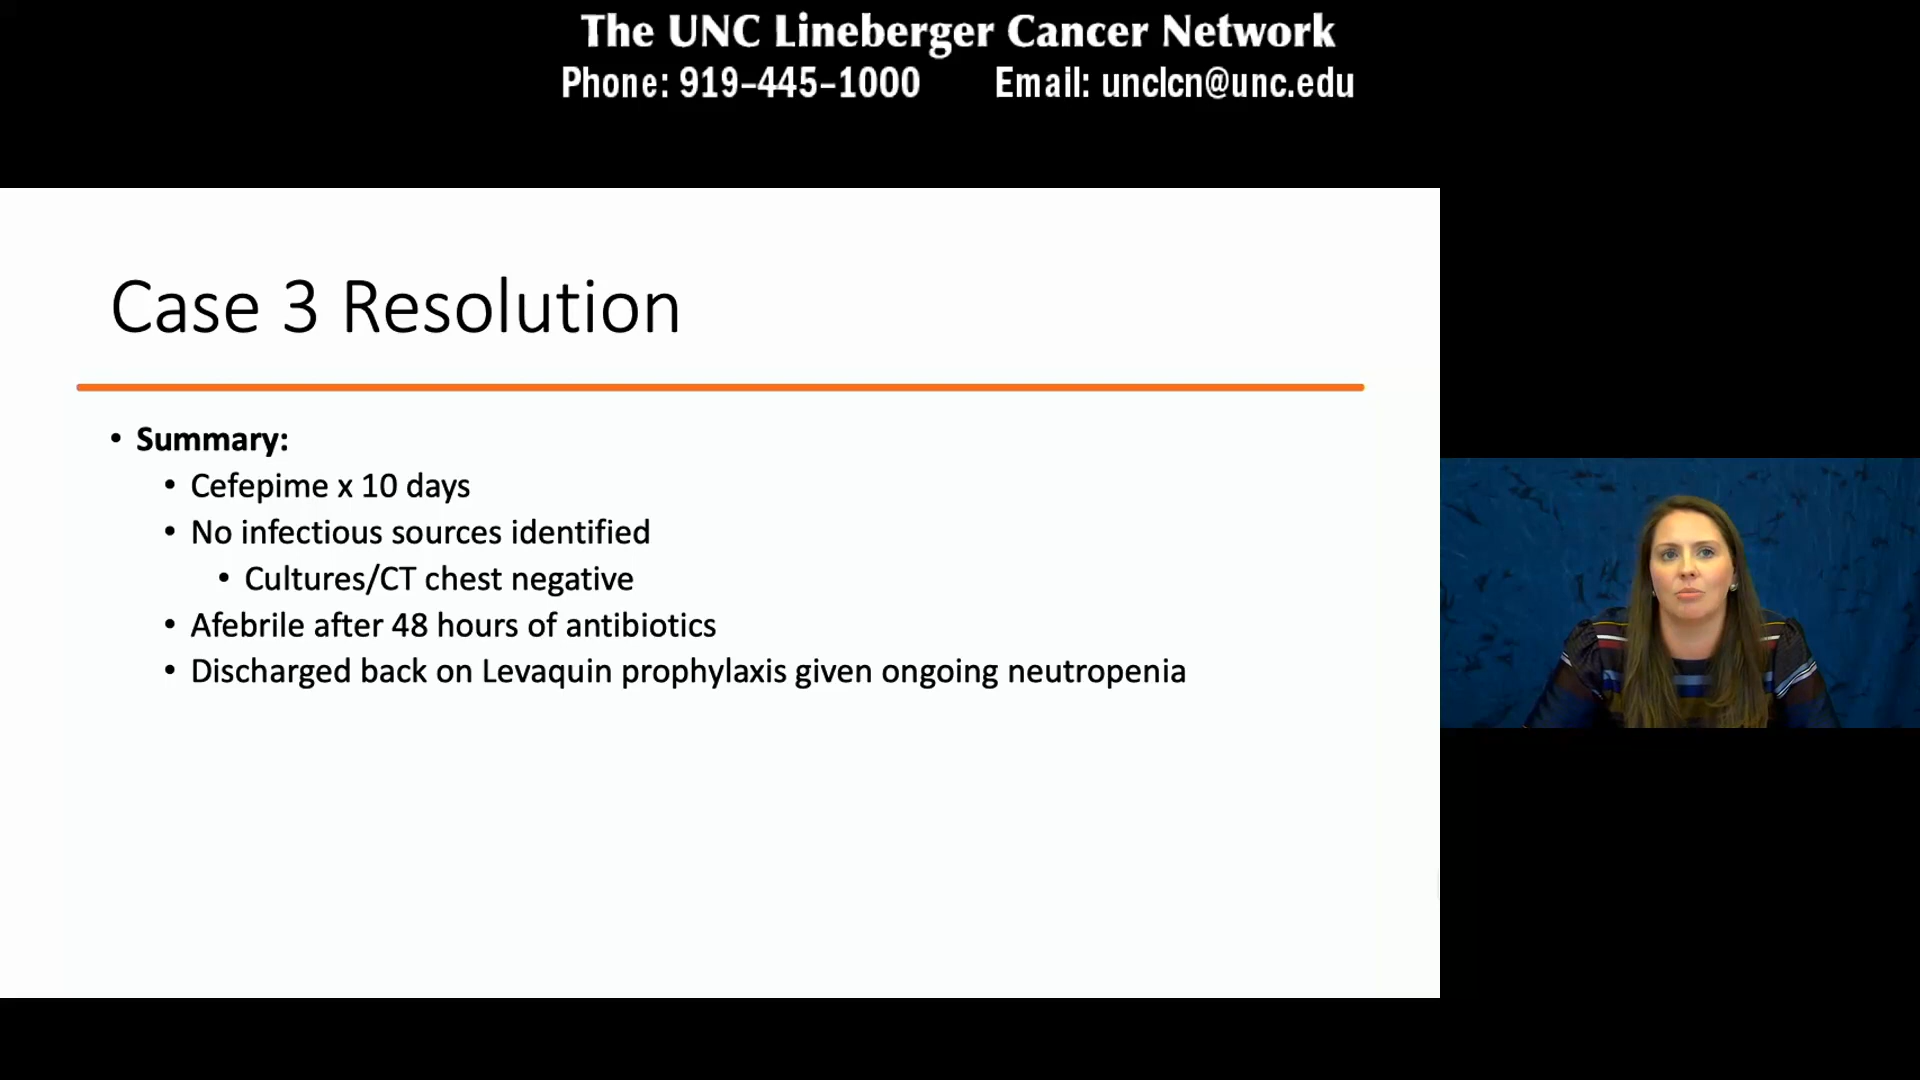 The UNC Lineberger Cancer Network
Phone: 919-445-1000 Email: unclcn@unc.edu
Case 3 Resolution
• Summary:
• Cefepime x 10 days
• No infectious sources identified
• Cultures/CT chest negative
• Afebrile after 48 hours of antibiotics
• Discharged back on Levaquin prophylaxis given ongoing neutropenia